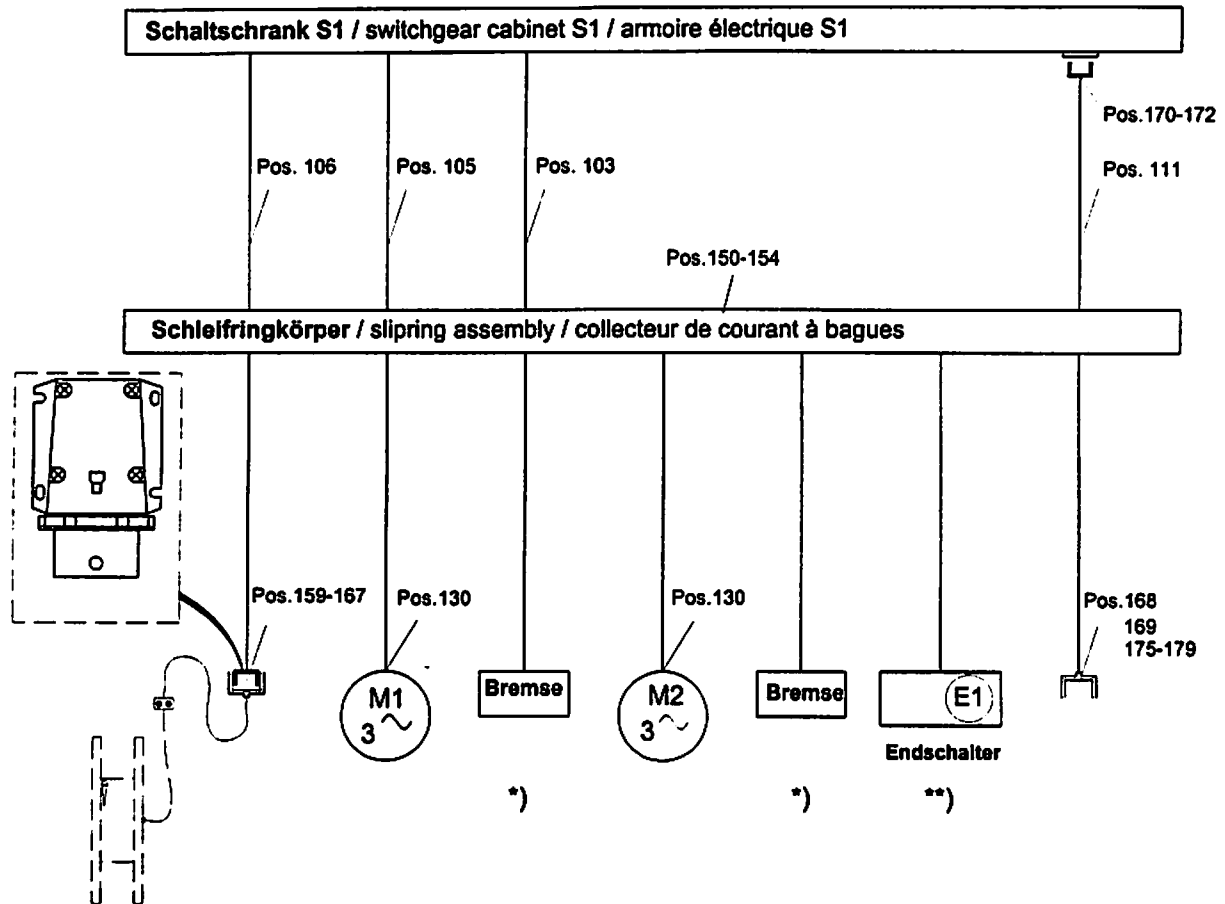 Schaltschrank S1 / switchgear cabinet S1 / armoire électrique S1
Pos.170-172
Pos. 106
Pos. 105
Pos. 103
Pos. 111
Pos.150-154
Schleifringkörper / slipring assembly / collecteur de courant à bagues
Pos.159-167
Pos.130
Pos.130
Pos.168
169
175-179
M1
3
Bremse
M2
3
Bremse
E1
Endschalter
*)
*)
**)